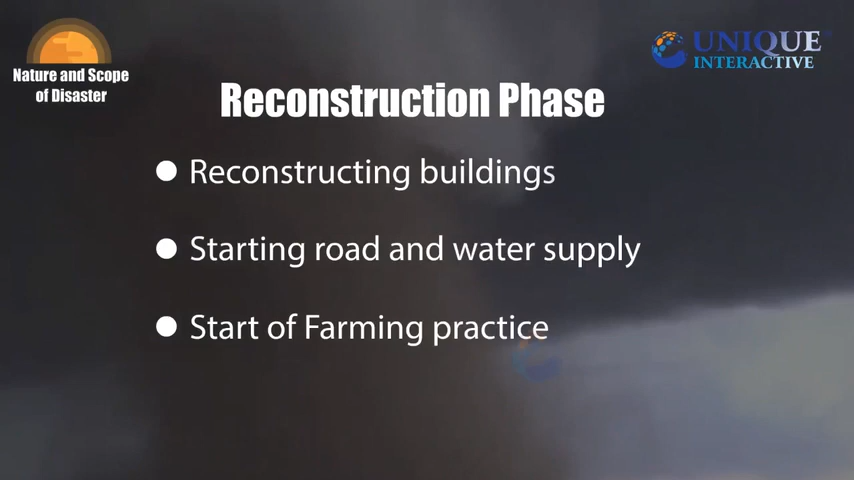 Nature and Scope
of Disaster
UNIQUE
INTERACTIVE
Reconstruction Phase
Reconstructing buildings
Starting road and water supply
Start of Farming practice